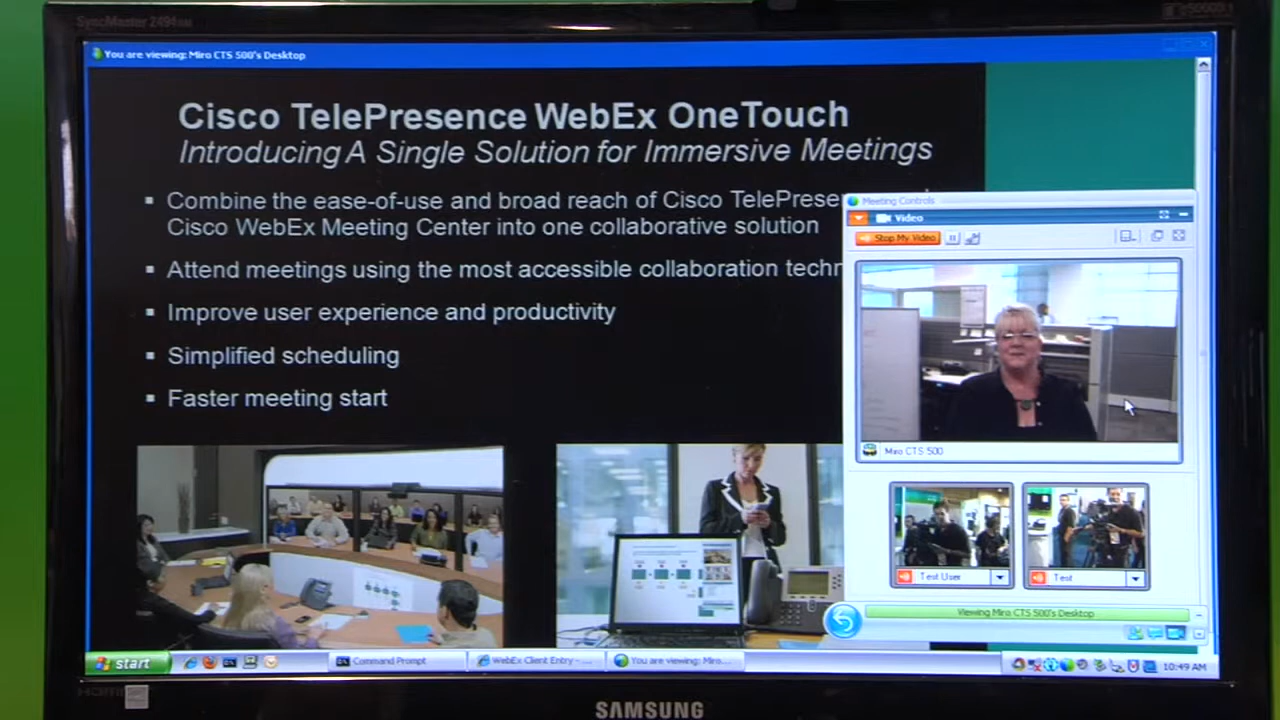 SyncMaster 2494
You are viewing: Miro CTS 500's Desktop
Cisco TelePresence WebEx OneTouch
Introducing A Single Solution for Immersive Meetings
▪ Combine the ease-of-use and broad reach of Cisco TelePrese
Cisco WebEx Meeting Center into one collaborative solution
▪ Attend meetings using the most accessible collaboration techn
▪ Improve user experience and productivity
▪ Simplified scheduling
▪ Faster meeting start
Meeting Controls
Video
Stop My Video
Miro CTS 500
Test User
Test
Viewing Miro CTS 500's Desktop
start
Command Prompt
WebEx Client Entry - ...
You are viewing: Miro...
10:49 AM
SAMSUNG